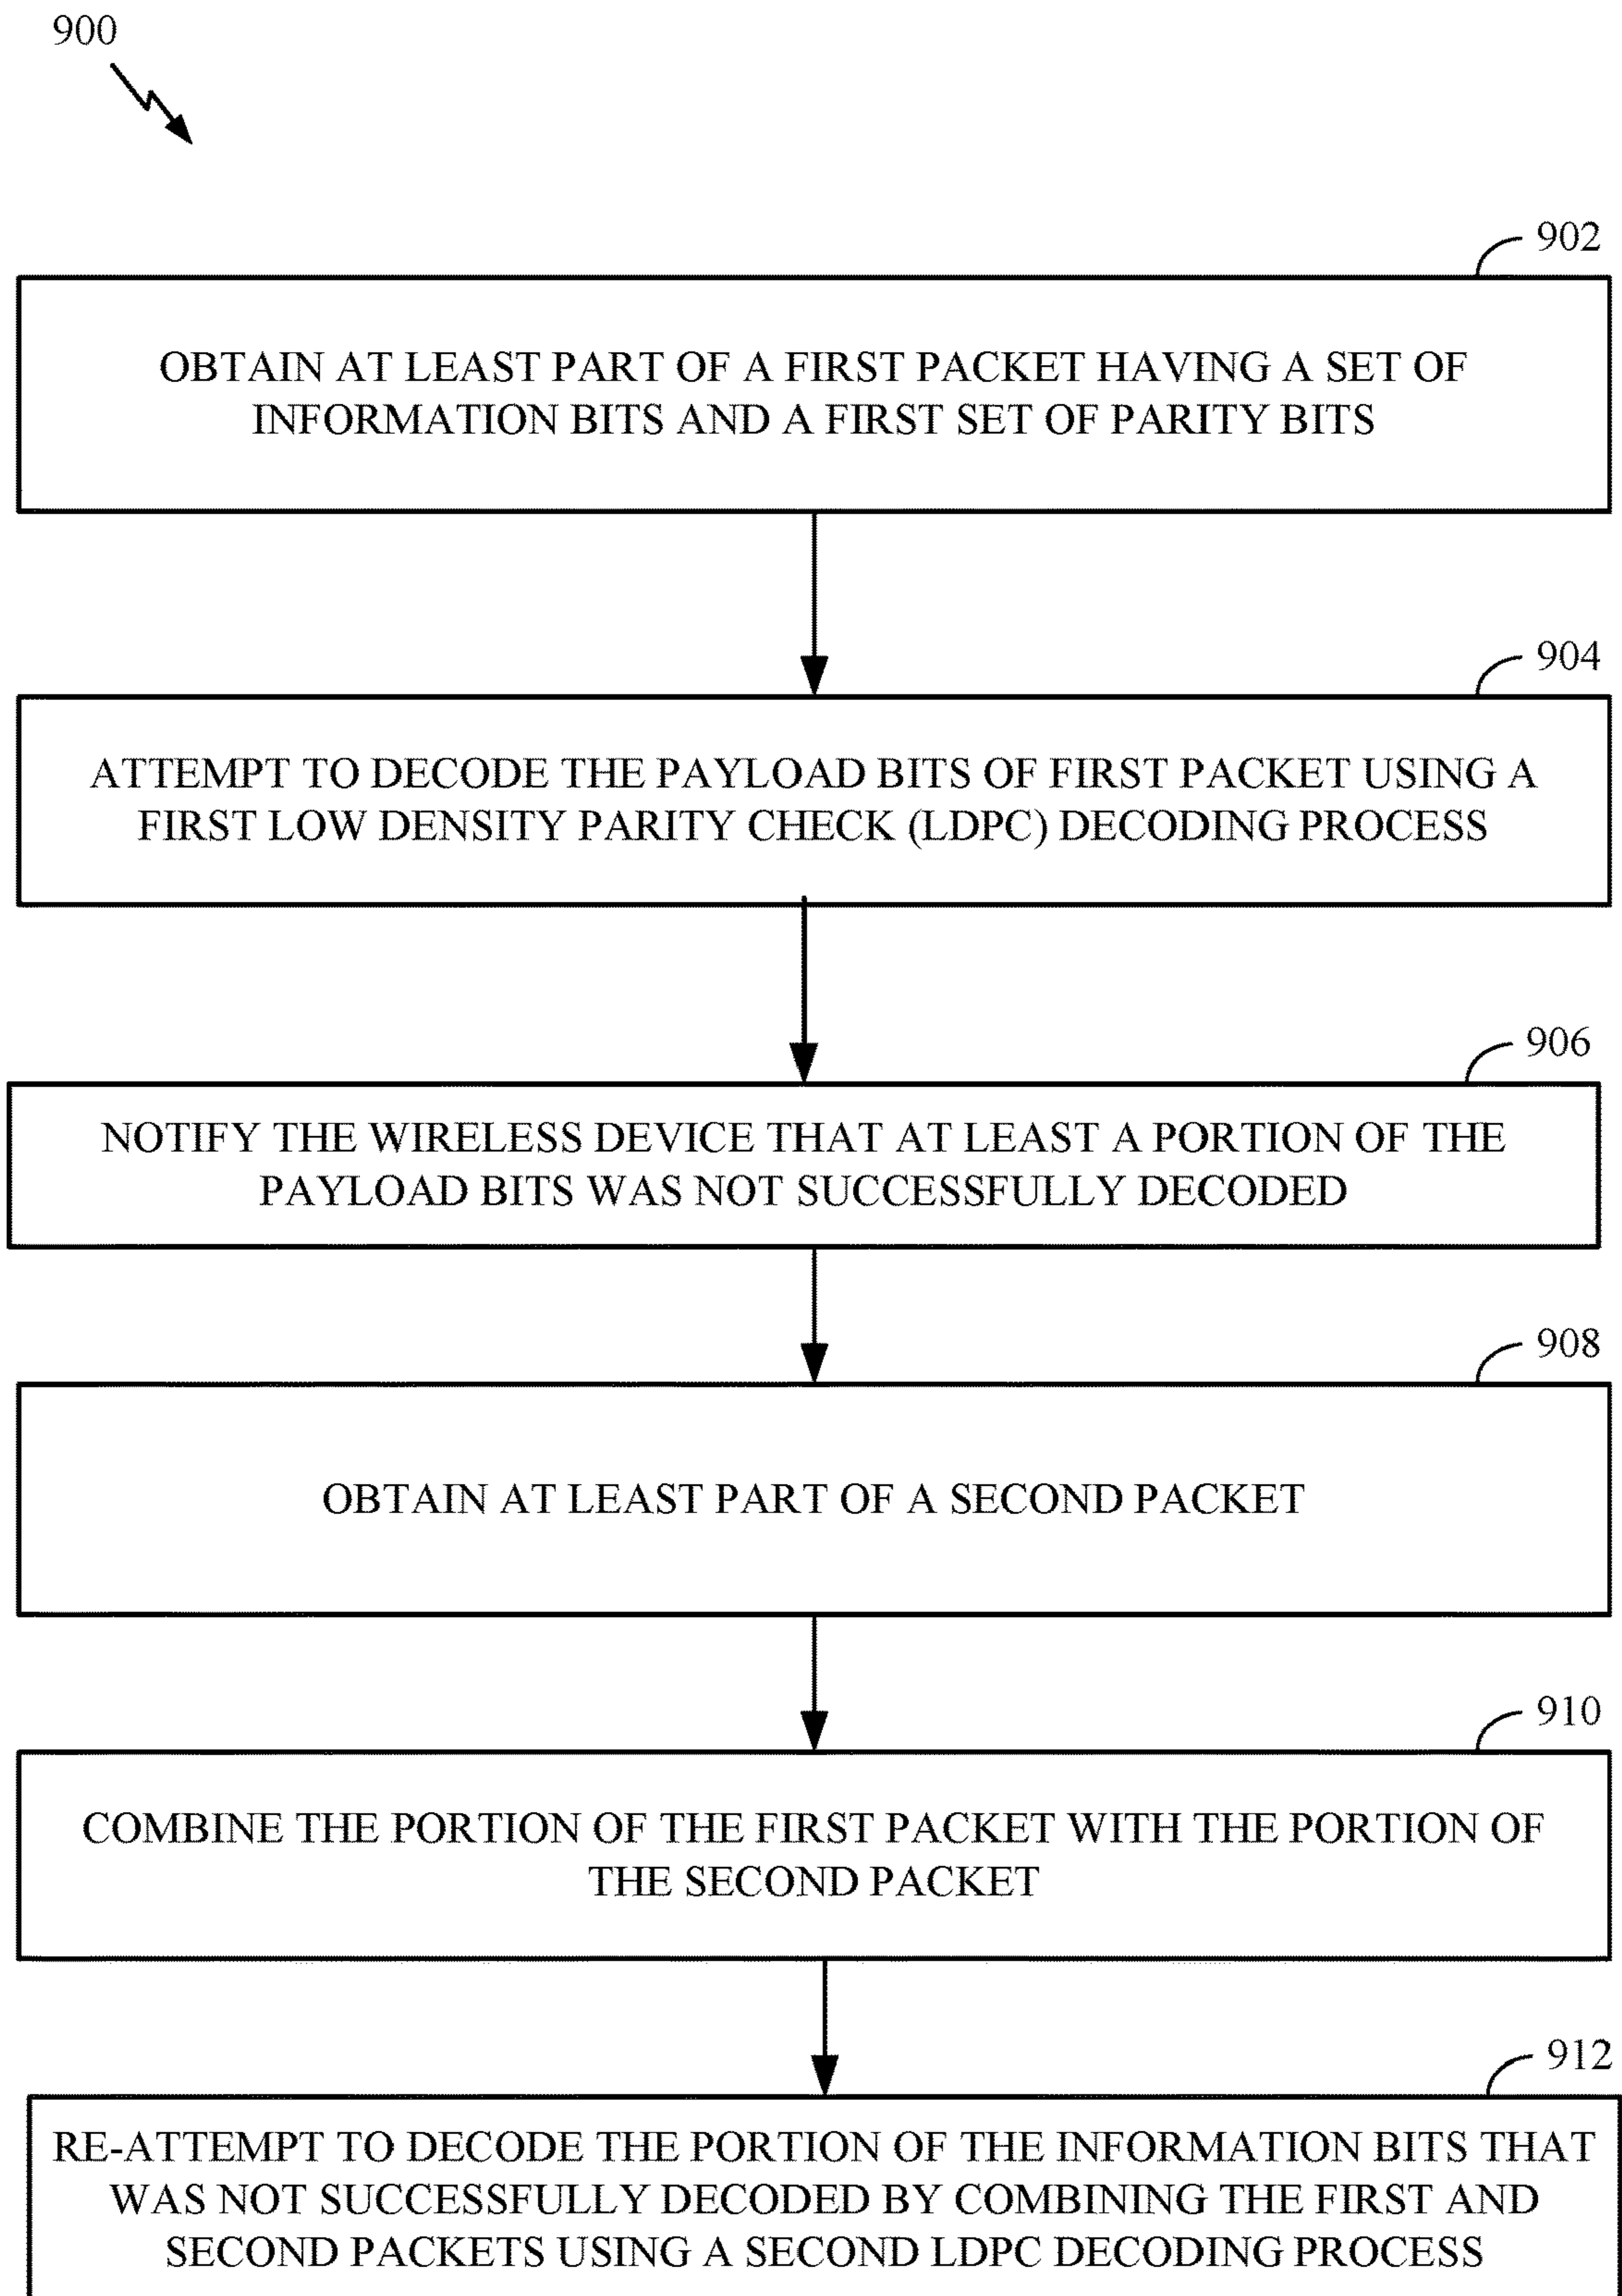 900
902
OBTAIN AT LEAST PART OF A FIRST PACKET HAVING A SET OF
INFORMATION BITS AND A FIRST SET OF PARITY BITS
904
ATTEMPT TO DECODE THE PAYLOAD BITS OF FIRST PACKET USING A
FIRST LOW DENSITY PARITY CHECK (LDPC) DECODING PROCESS
906
NOTIFY THE WIRELESS DEVICE THAT AT LEAST A PORTION OF THE
PAYLOAD BITS WAS NOT SUCCESSFULLY DECODED
908
OBTAIN AT LEAST PART OF A SECOND PACKET
910
COMBINE THE PORTION OF THE FIRST PACKET WITH THE PORTION OF
THE SECOND PACKET
912
RE-ATTEMPT TO DECODE THE PORTION OF THE INFORMATION BITS THAT
WAS NOT SUCCESSFULLY DECODED BY COMBINING THE FIRST AND
SECOND PACKETS USING A SECOND LDPC DECODING PROCESS